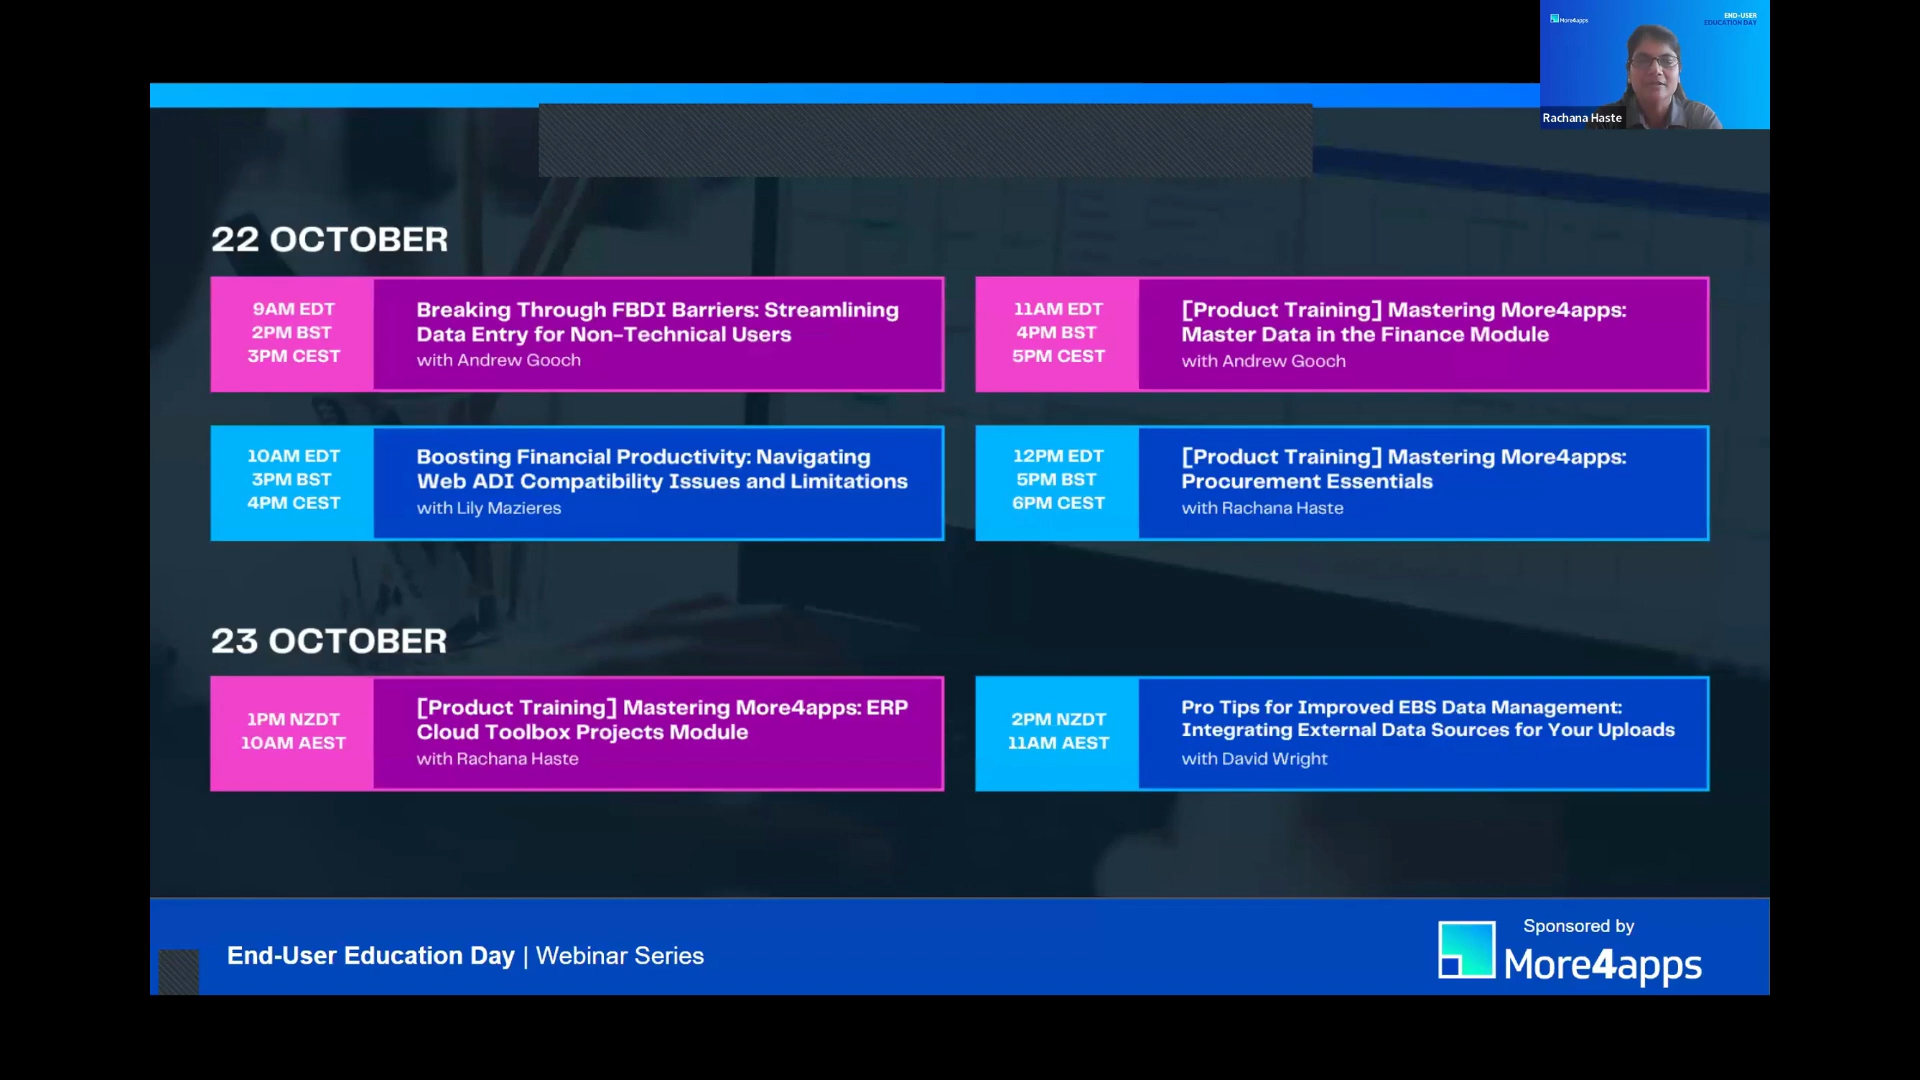 More4apps
END-USER
EDUCATION DAY
Rachana Haste
22 OCTOBER
9AM EDT
2PM BST
3PM CEST
Breaking Through FBDI Barriers: Streamlining
Data Entry for Non-Technical Users
with Andrew Gooch
11AM EDT
4PM BST
5PM CEST
[Product Training] Mastering More4apps:
Master Data in the Finance Module
with Andrew Gooch
10AM EDT
3PM BST
4PM CEST
Boosting Financial Productivity: Navigating
Web ADI Compatibility Issues and Limitations
with Lily Mazieres
12PM EDT
5PM BST
6PM CEST
[Product Training] Mastering More4apps:
Procurement Essentials
with Rachana Haste
23 OCTOBER
1PM NZDT
10AM AEST
[Product Training] Mastering More4apps: ERP
Cloud Toolbox Projects Module
with Rachana Haste
2PM NZDT
11AM AEST
Pro Tips for Improved EBS Data Management:
Integrating External Data Sources for Your Uploads
with David Wright
End-User Education Day | Webinar Series
Sponsored by
More4apps